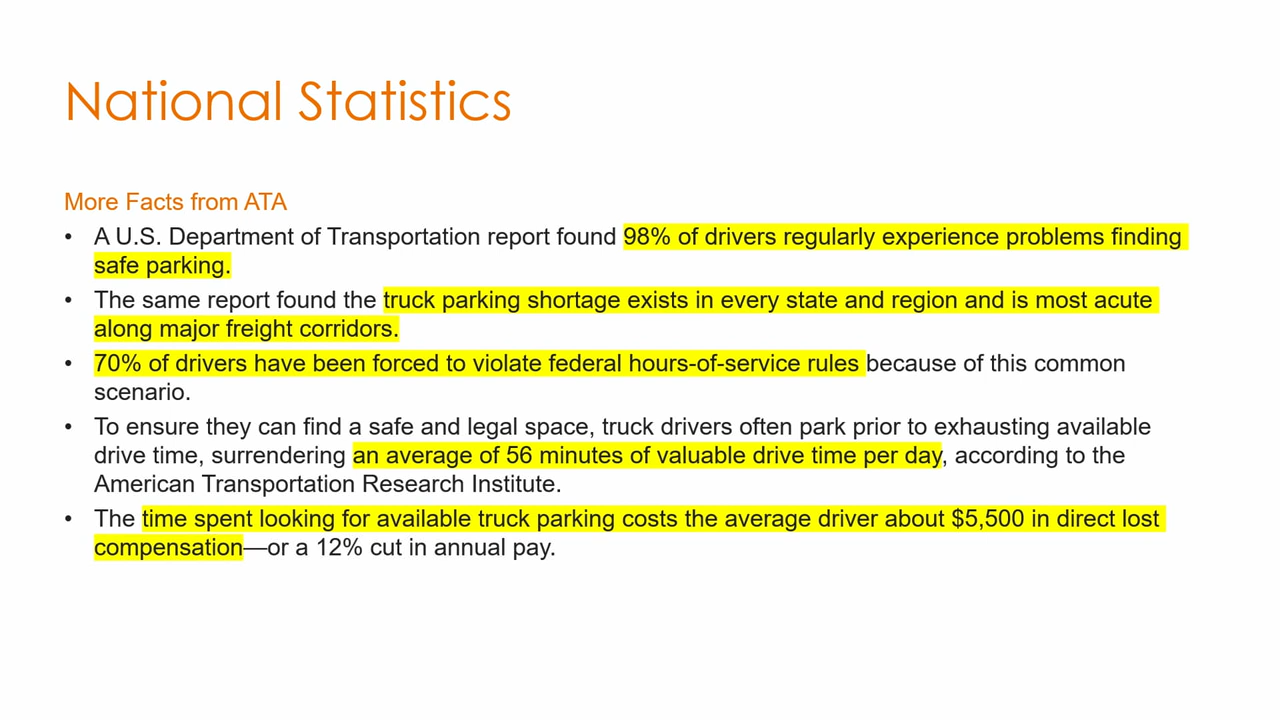 National Statistics
More Facts from ATA
• A U.S. Department of Transportation report found 98% of drivers regularly experience problems finding
safe parking.
• The same report found the truck parking shortage exists in every state and region and is most acute
along major freight corridors.
• 70% of drivers have been forced to violate federal hours-of-service rules because of this common
scenario.
• To ensure they can find a safe and legal space, truck drivers often park prior to exhausting available
drive time, surrendering an average of 56 minutes of valuable drive time per day, according to the
American Transportation Research Institute.
• The time spent looking for available truck parking costs the average driver about $5,500 in direct lost
compensation—or a 12% cut in annual pay.